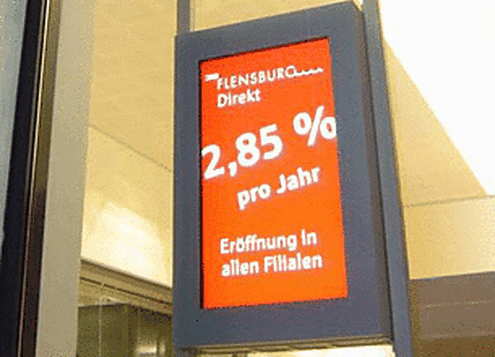 FLENSBURG
Direkt
2,85 %
pro Jahr
Eröffnung in
allen Filialen